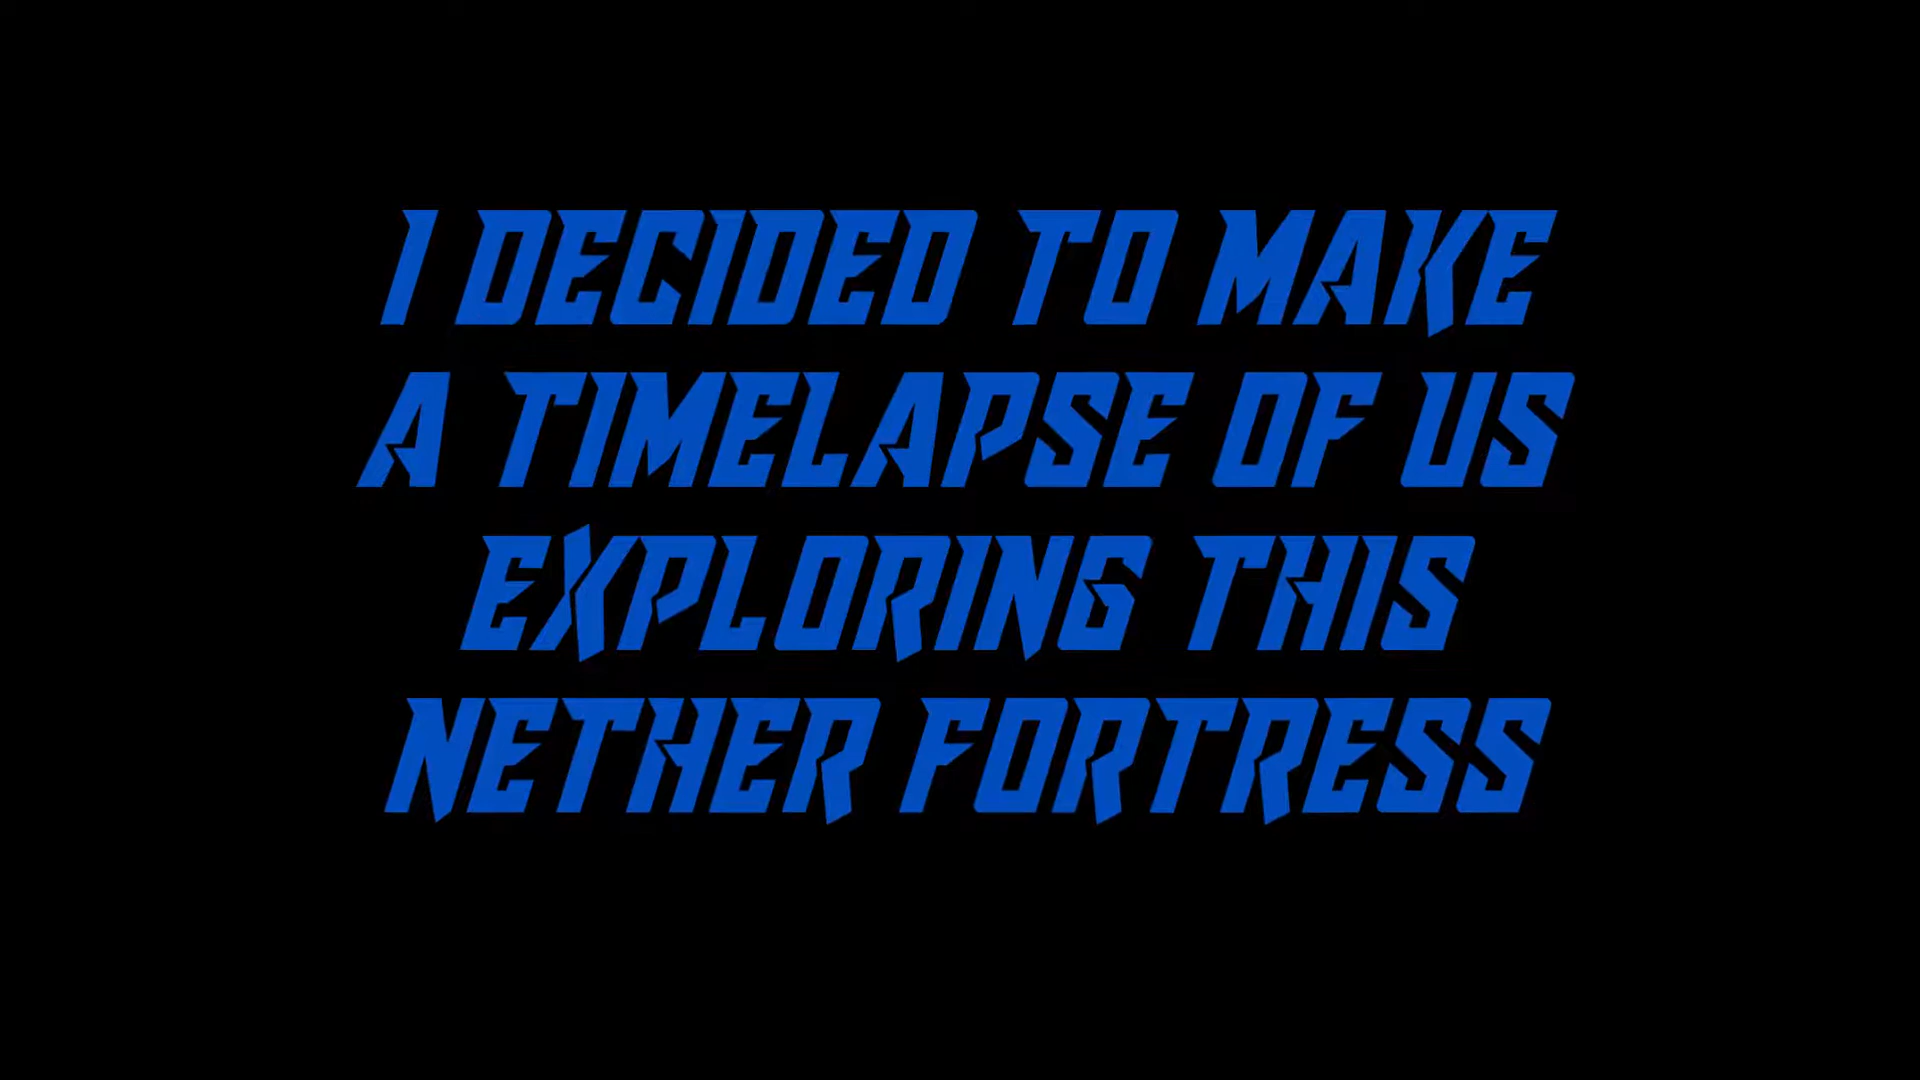 I DECIDED TO MAKE
A TIMELAPSE OF US
EXPLORING THIS
NETHER FORTRESS